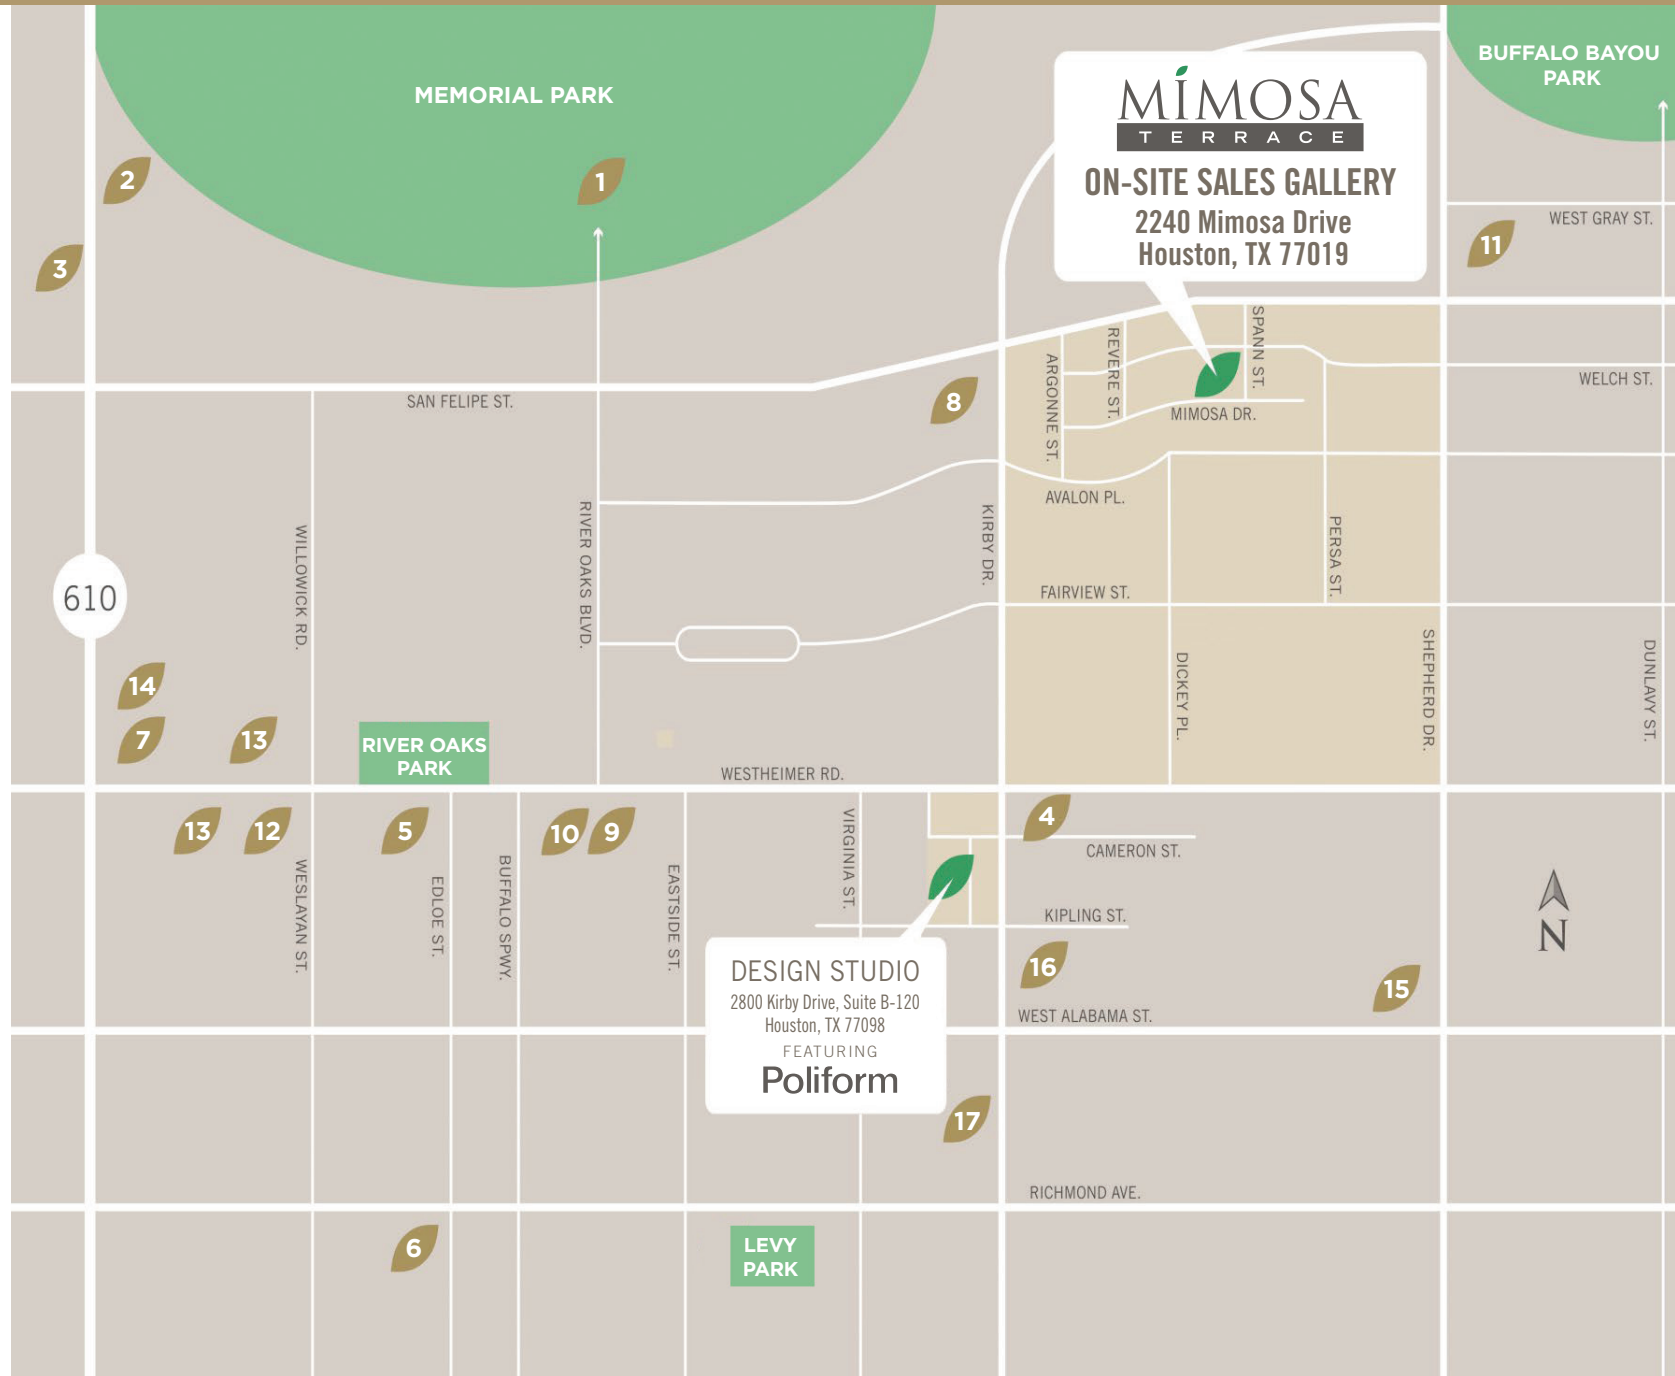 MEMORIAL PARK
BUFFALO BAYOU
PARK
MÍMOSA
TERRACE
ON-SITE SALES GALLERY
2240 Mimosa Drive
Houston, TX 77019
2
1
3
11
WEST GRAY ST.
SAN FELIPE ST.
8
ARGONNE ST.
REVERE ST.
SPANN ST.
MIMOSA DR.
WELCH ST.
AVALON PL.
610
WILLOWICK RD.
RIVER OAKS BLVD.
KIRBY DR.
PERSA ST.
FAIRVIEW ST.
DICKEY PL.
SHEPHERD DR.
DUNLAVY ST.
14
7
13
RIVER OAKS
PARK
WESTHEIMER RD.
13
12
5
10
9
4
VIRGINIA ST.
CAMERON ST.
WESLAYAN ST.
EDLOE ST.
BUFFALO SPWY.
EASTSIDE ST.
KIPLING ST.
N
DESIGN STUDIO
2800 Kirby Drive, Suite B-120
Houston, TX 77098
FEATURING
Poliform
16
15
WEST ALABAMA ST.
17
RICHMOND AVE.
6
LEVY
PARK